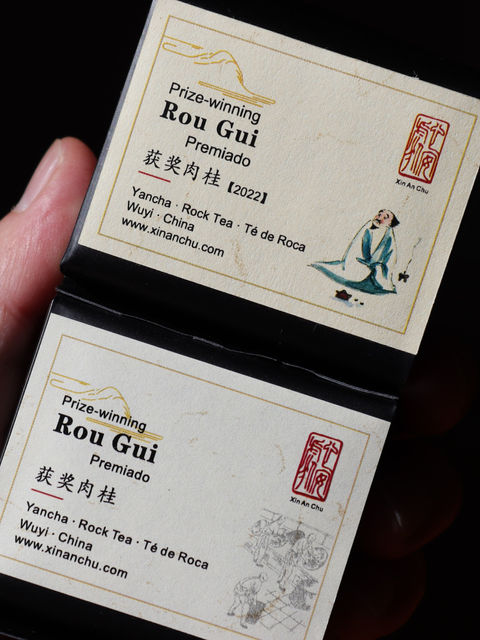 Prize-winning
Rou Gui
Premiado
获奖肉桂【2022】
Yancha · Rock Tea · Té de Roca
Wuyi · China
www.xinanchu.com
Xin An Chu
Prize-winning
Rou Gui
Premiado
获奖肉桂
Yancha · Rock Tea · Té de Roca
Wuyi · China
www.xinanchu.com
Xin An Chu